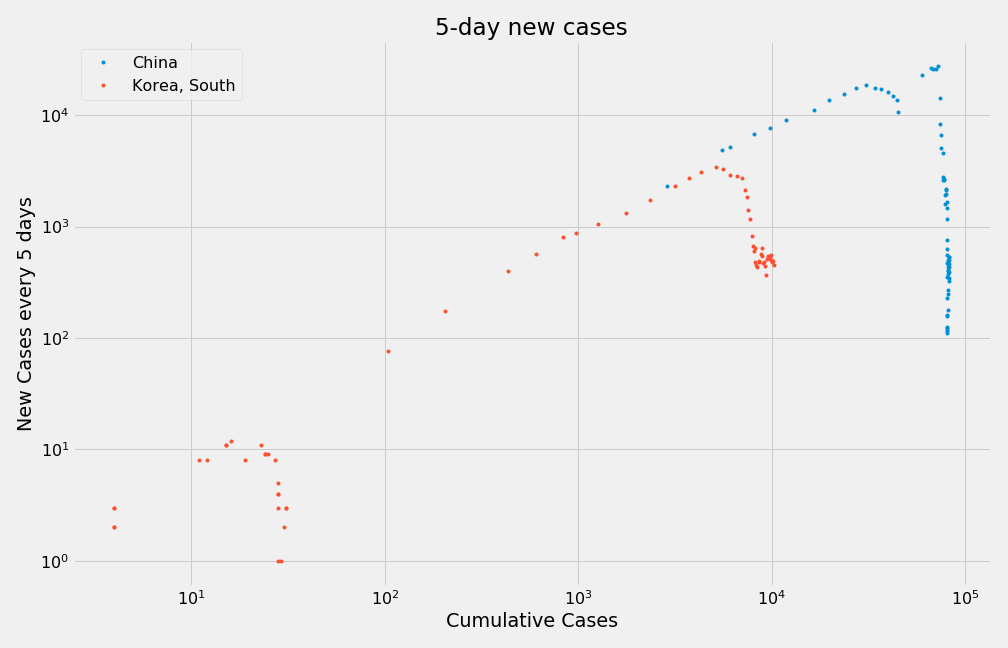 5-day new cases
China
Korea, South
New Cases every 5 days
10⁴
10³
10²
10¹
10⁰
10¹
10²
10³
10⁴
10⁵
Cumulative Cases